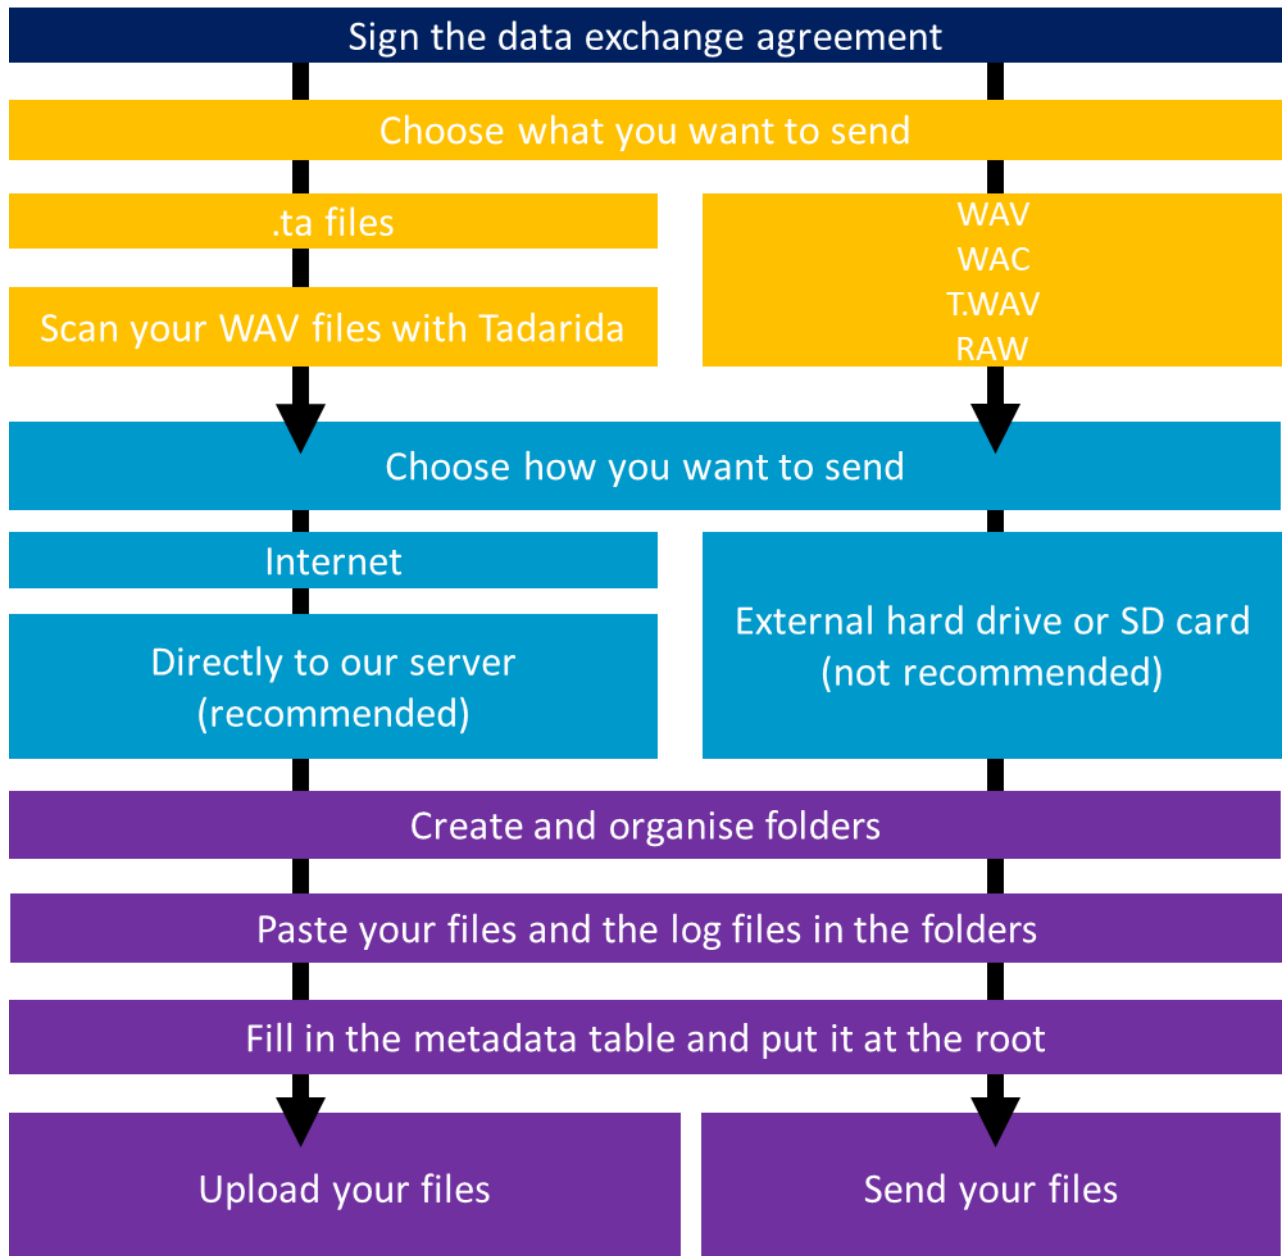 Sign the data exchange agreement
Choose what you want to send
.ta files
Scan your WAV files with Tadarida
WAV
WAC
T.WAV
RAW
Choose how you want to send
Internet
Directly to our server
(recommended)
External hard drive or SD card
(not recommended)
Create and organise folders
Paste your files and the log files in the folders
Fill in the metadata table and put it at the root
Upload your files
Send your files